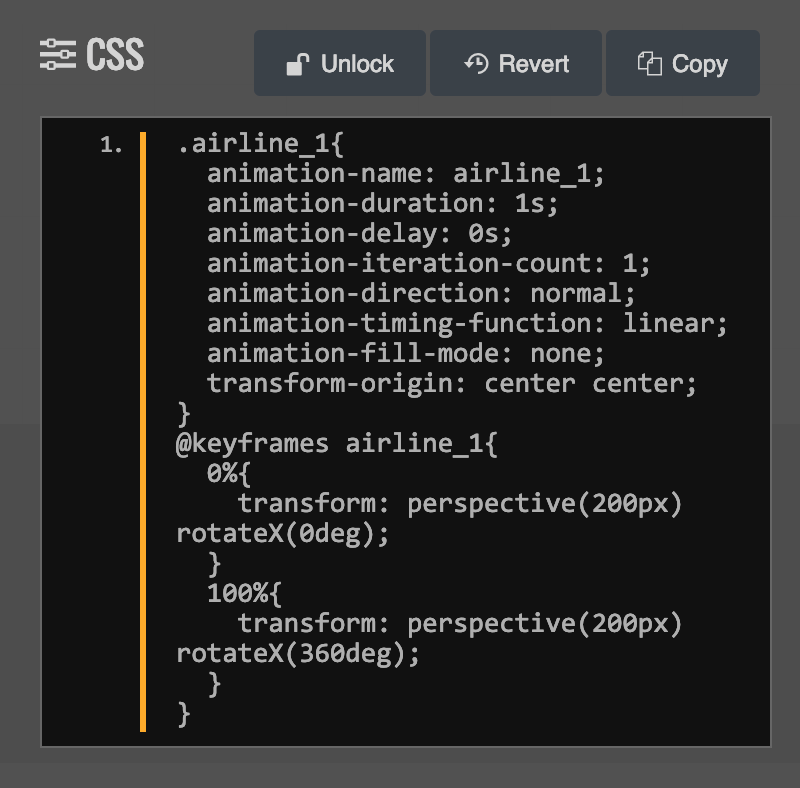 CSS
Unlock
Revert
Copy
1.
.airline_1{
  animation-name: airline_1;
  animation-duration: 1s;
  animation-delay: 0s;
  animation-iteration-count: 1;
  animation-direction: normal;
  animation-timing-function: linear;
  animation-fill-mode: none;
  transform-origin: center center;
}
@keyframes airline_1{
  0%{
    transform: perspective(200px)
rotateX(0deg);
  }
  100%{
    transform: perspective(200px)
rotateX(360deg);
  }
}